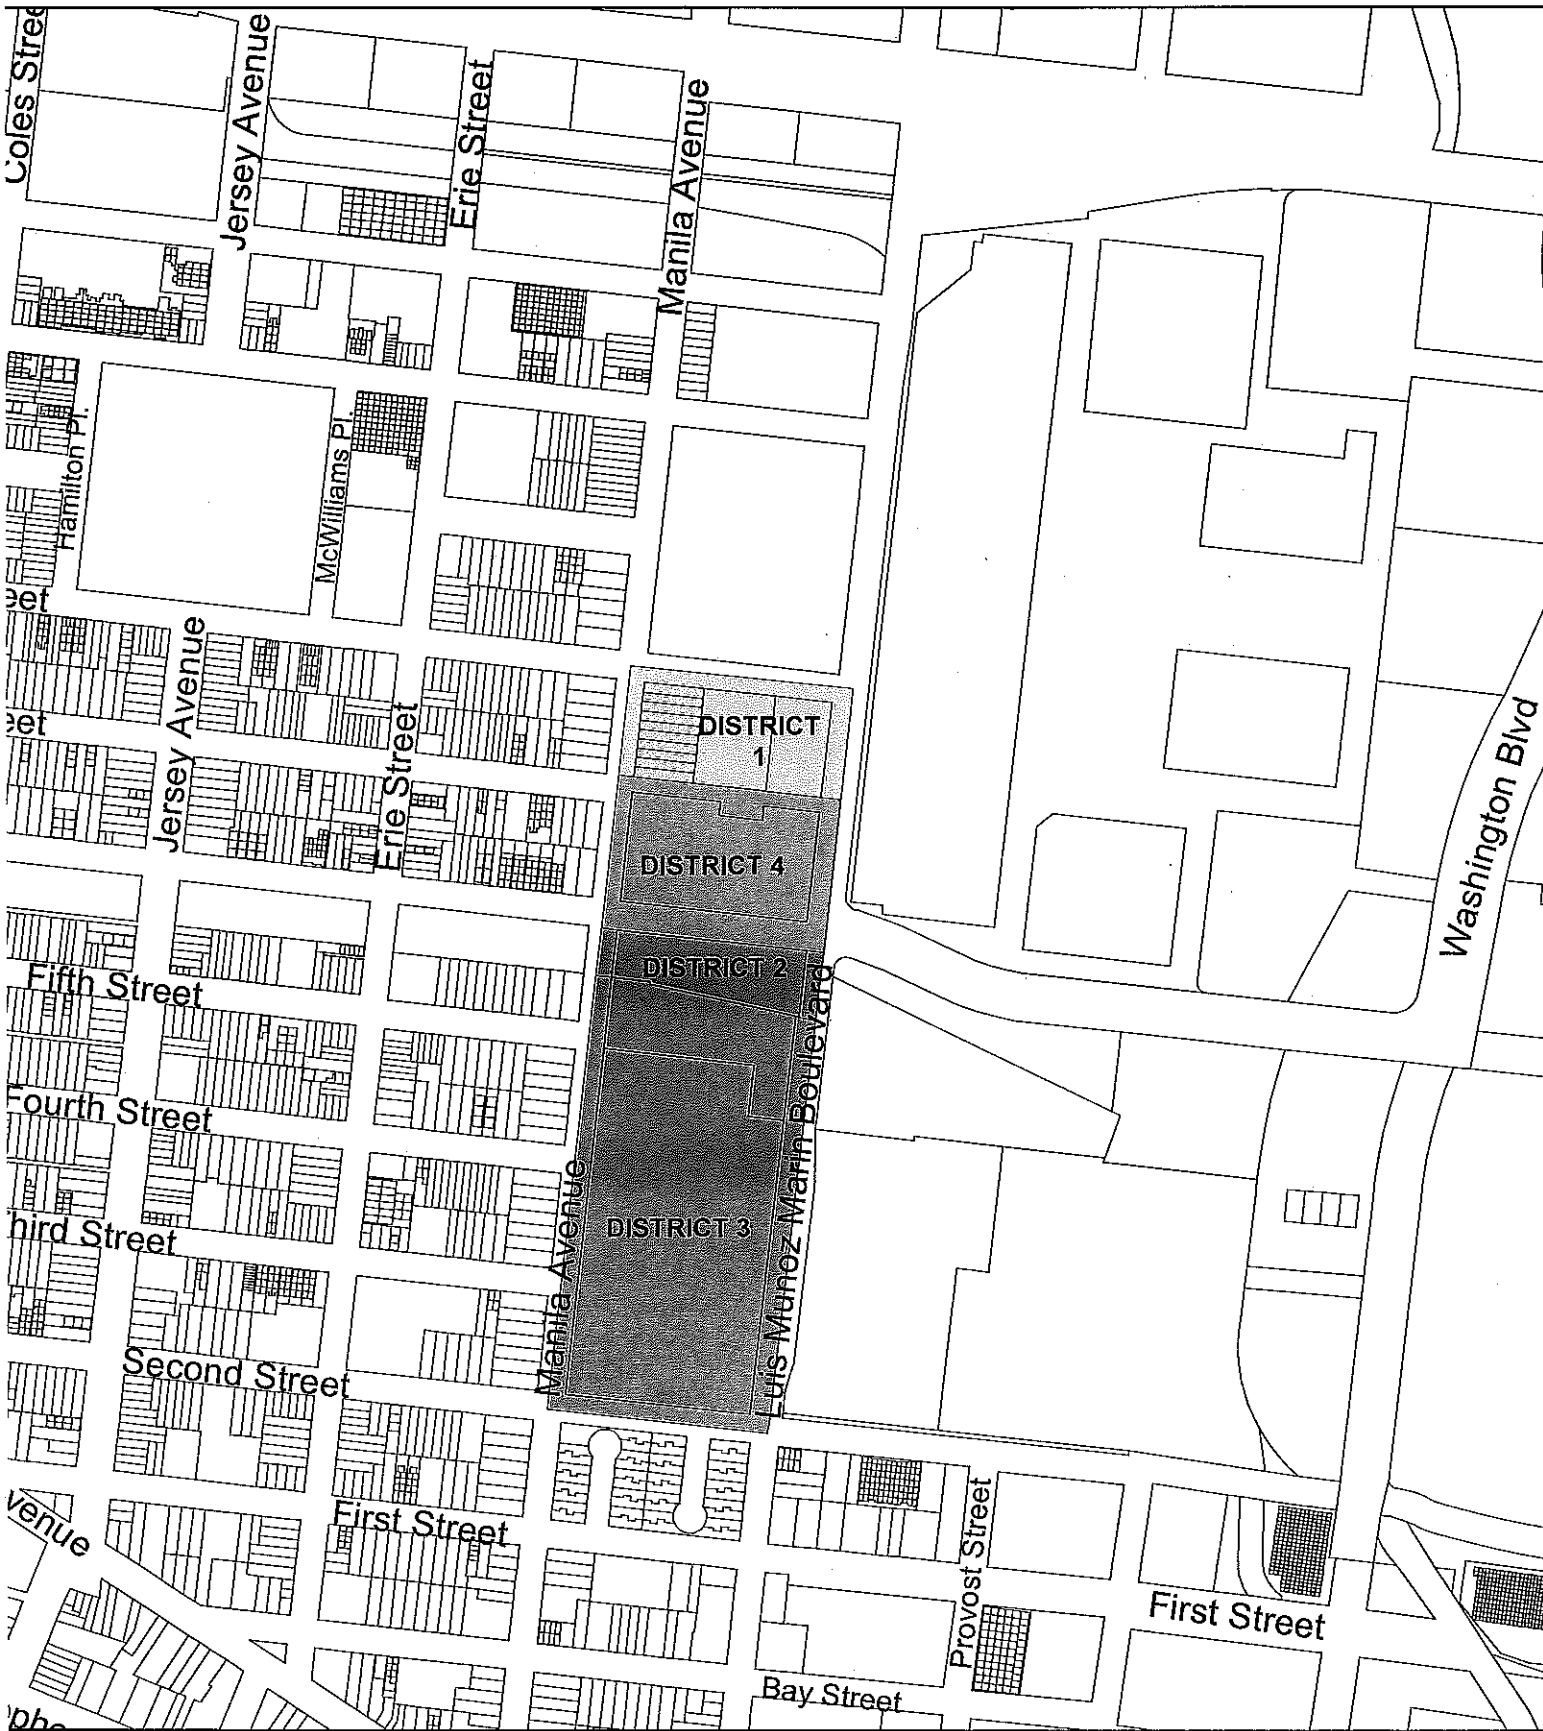 Coles Stree
Jersey Avenue
Erie Street
Manila Avenue
Hamilton Pl.
McWilliams Pl.
eet
Jersey Avenue
eet
Erie Street
DISTRICT
1
DISTRICT 4
DISTRICT 2
Washington Blvd
Fifth Street
Fourth Street
hird Street
Manila Avenue
DISTRICT 3
Luis Munoz Marin Boulevard
Second Street
First Street
venue
Provost Street
First Street
Bay Street